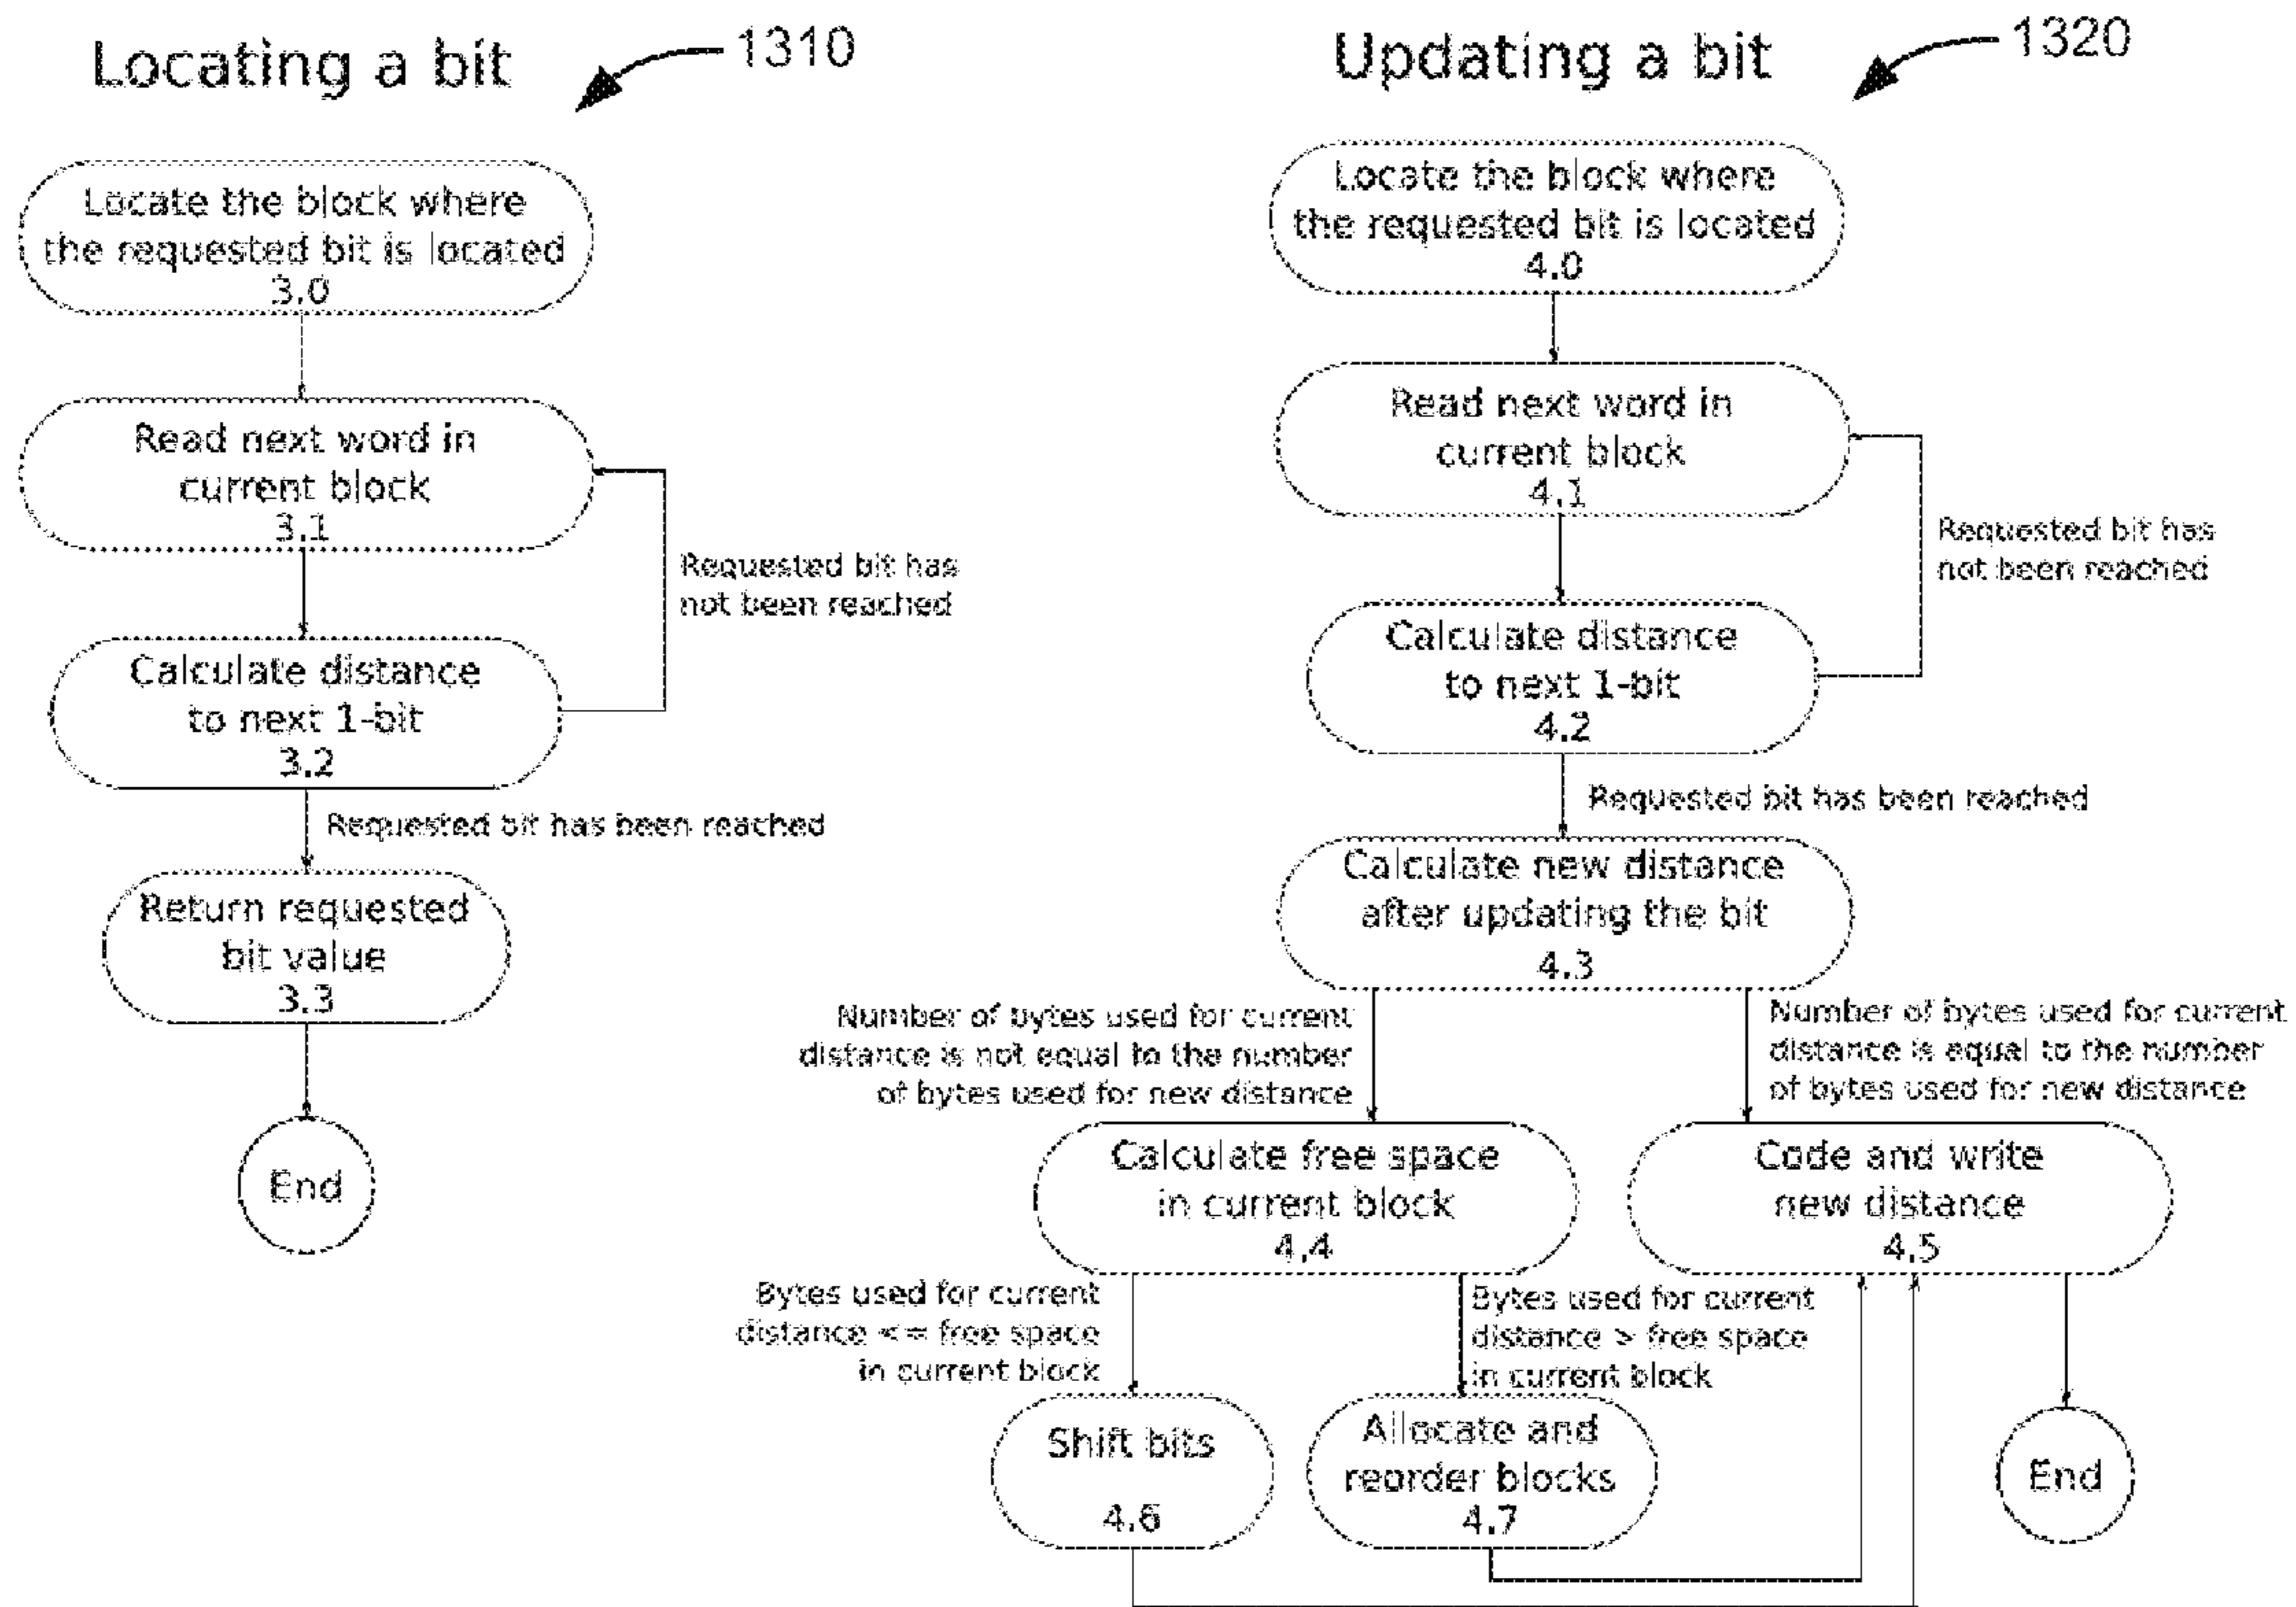 Locating a bit
1310
Locate the block where
the requested bit is located
3.0
Read next word in
current block
3.1
Requested bit has
not been reached
Calculate distance
to next 1-bit
3.2
Requested bit has been reached
Return requested
bit value
3.3
End
Updating a bit
1320
Locate the block where
the requested bit is located
4.0
Read next word in
current block
4.1
Requested bit has
not been reached
Calculate distance
to next 1-bit
4.2
Requested bit has been reached
Calculate new distance
after updating the bit
4.3
Number of bytes used for current
distance is not equal to the number
of bytes used for new distance
Number of bytes used for current
distance is equal to the number
of bytes used for new distance
Calculate free space
in current block
4.4
Code and write
new distance
4.5
Bytes used for current
distance <= free space
in current block
Bytes used for current
distance > free space
in current block
Shift bits
4.6
Allocate and
reorder blocks
4.7
End